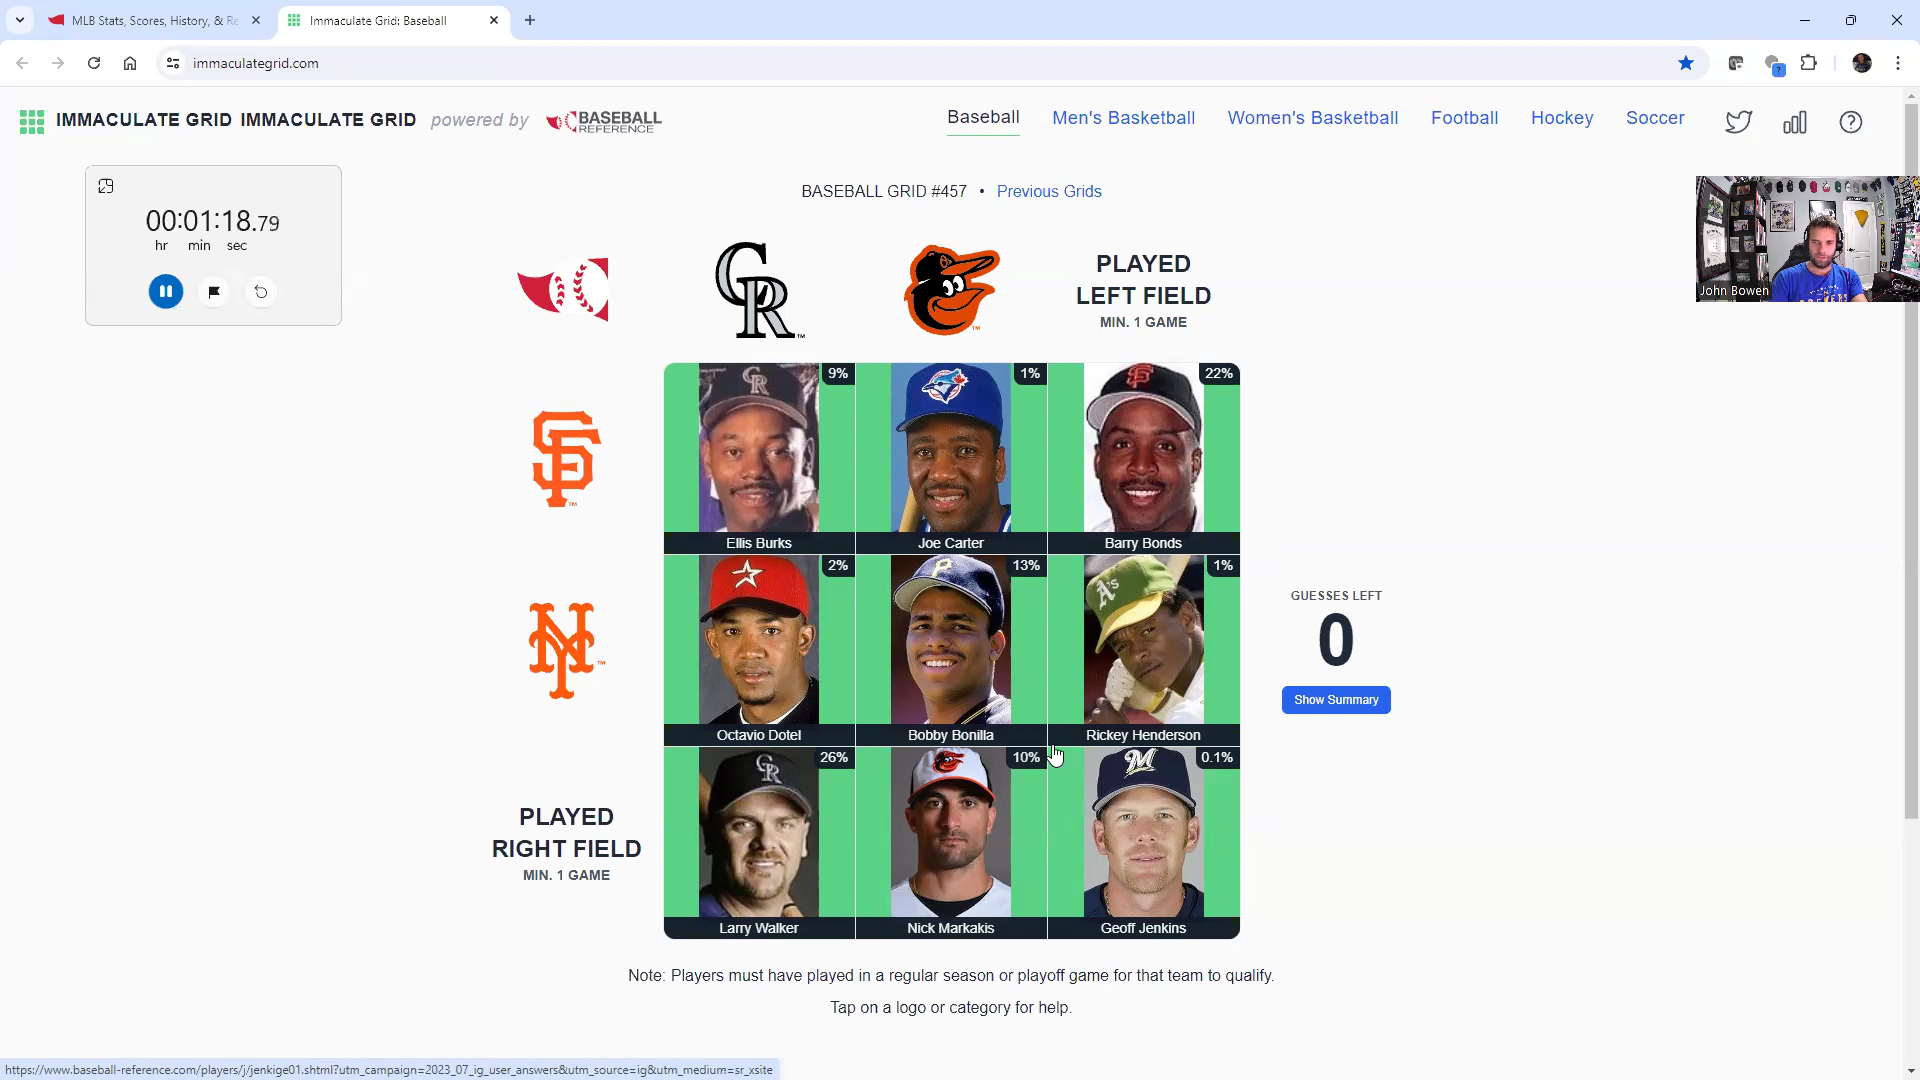 MLB Stats, Scores, History, & Re
Immaculate Grid: Baseball
immaculategrid.com
IMMACULATE GRID IMMACULATE GRID powered by BASEBALL REFERENCE
Baseball
Men's Basketball
Women's Basketball
Football
Hockey
Soccer
00:01:18.79
hr min sec
BASEBALL GRID #457 • Previous Grids
John Bowen
CR
PLAYED
LEFT FIELD
MIN. 1 GAME
SF
9%
1%
22%
Ellis Burks
Joe Carter
Barry Bonds
NY
2%
13%
1%
Octavio Dotel
Bobby Bonilla
Rickey Henderson
GUESSES LEFT
0
Show Summary
PLAYED
RIGHT FIELD
MIN. 1 GAME
26%
10%
0.1%
Larry Walker
Nick Markakis
Geoff Jenkins
Note: Players must have played in a regular season or playoff game for that team to qualify.
Tap on a logo or category for help.
https://www.baseball-reference.com/players/j/jenkige01.shtml?utm_campaign=2023_07_ig_user_answers&utm_source=ig&utm_medium=sr_xsite